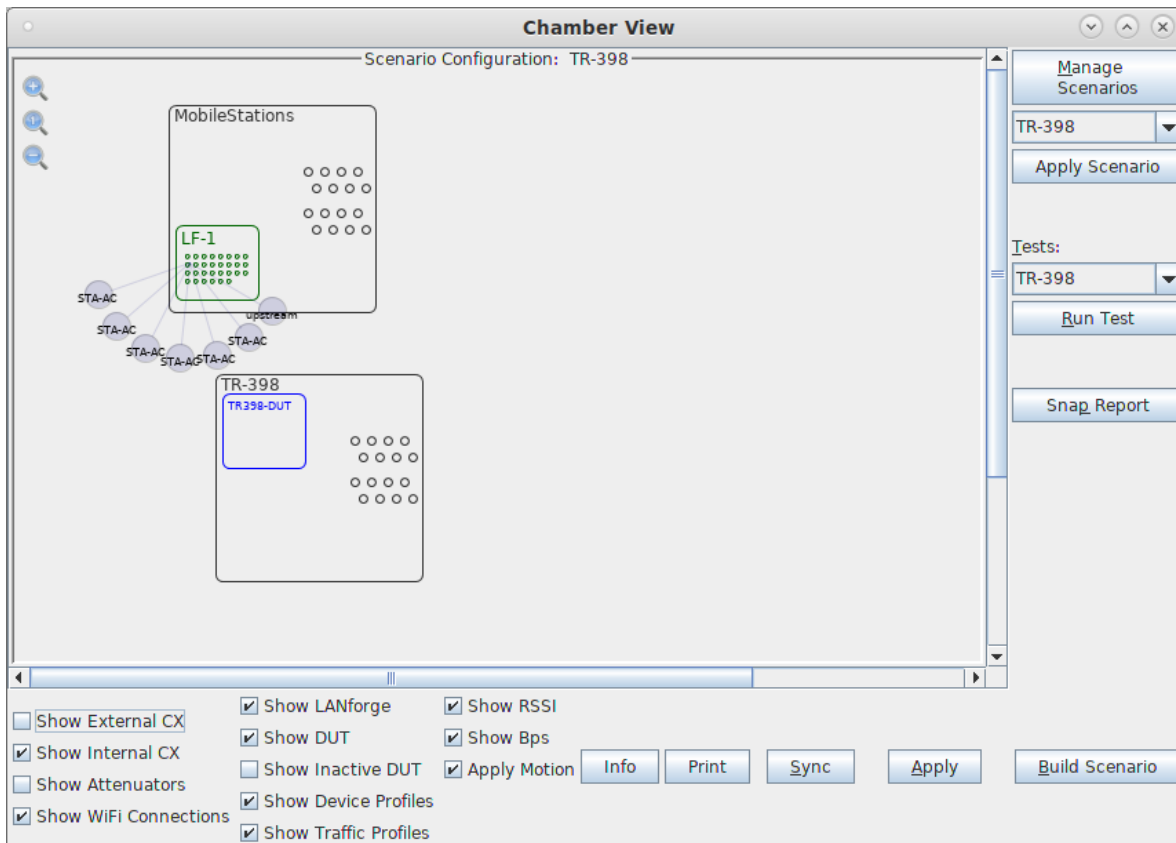 Chamber View
Scenario Configuration: TR-398
MobileStations
LF-1
STA-AC
upstream
STA-AC
STA-AC
STA-AC
STA-AC
STA-AC
TR-398
TR398-DUT
Manage
Scenarios
TR-398
Apply Scenario
Tests:
TR-398
Run Test
Snap Report
Show External CX
Show Internal CX
Show Attenuators
Show WiFi Connections
Show LANforge
Show DUT
Show Inactive DUT
Show Device Profiles
Show Traffic Profiles
Show RSSI
Show Bps
Apply Motion
Info
Print
Sync
Apply
Build Scenario